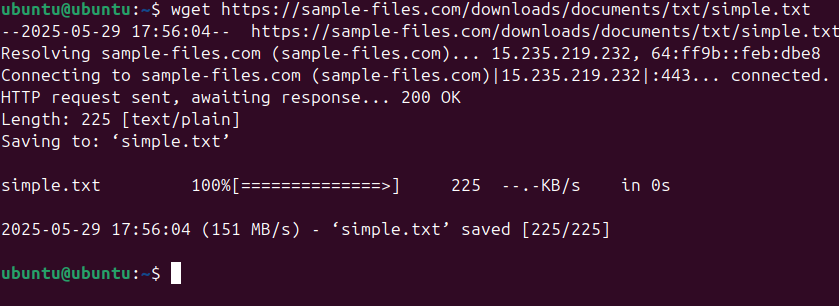 ubuntu@ubuntu:~$ wget https://sample-files.com/downloads/documents/txt/simple.txt
--2025-05-29 17:56:04--  https://sample-files.com/downloads/documents/txt/simple.txt
Resolving sample-files.com (sample-files.com)... 15.235.219.232, 64:ff9b::feb:dbe8
Connecting to sample-files.com (sample-files.com)|15.235.219.232|:443... connected.
HTTP request sent, awaiting response... 200 OK
Length: 225 [text/plain]
Saving to: ‘simple.txt’
simple.txt          100%[==============>]     225  --.-KB/s    in 0s
2025-05-29 17:56:04 (151 MB/s) - ‘simple.txt’ saved [225/225]
ubuntu@ubuntu:~$